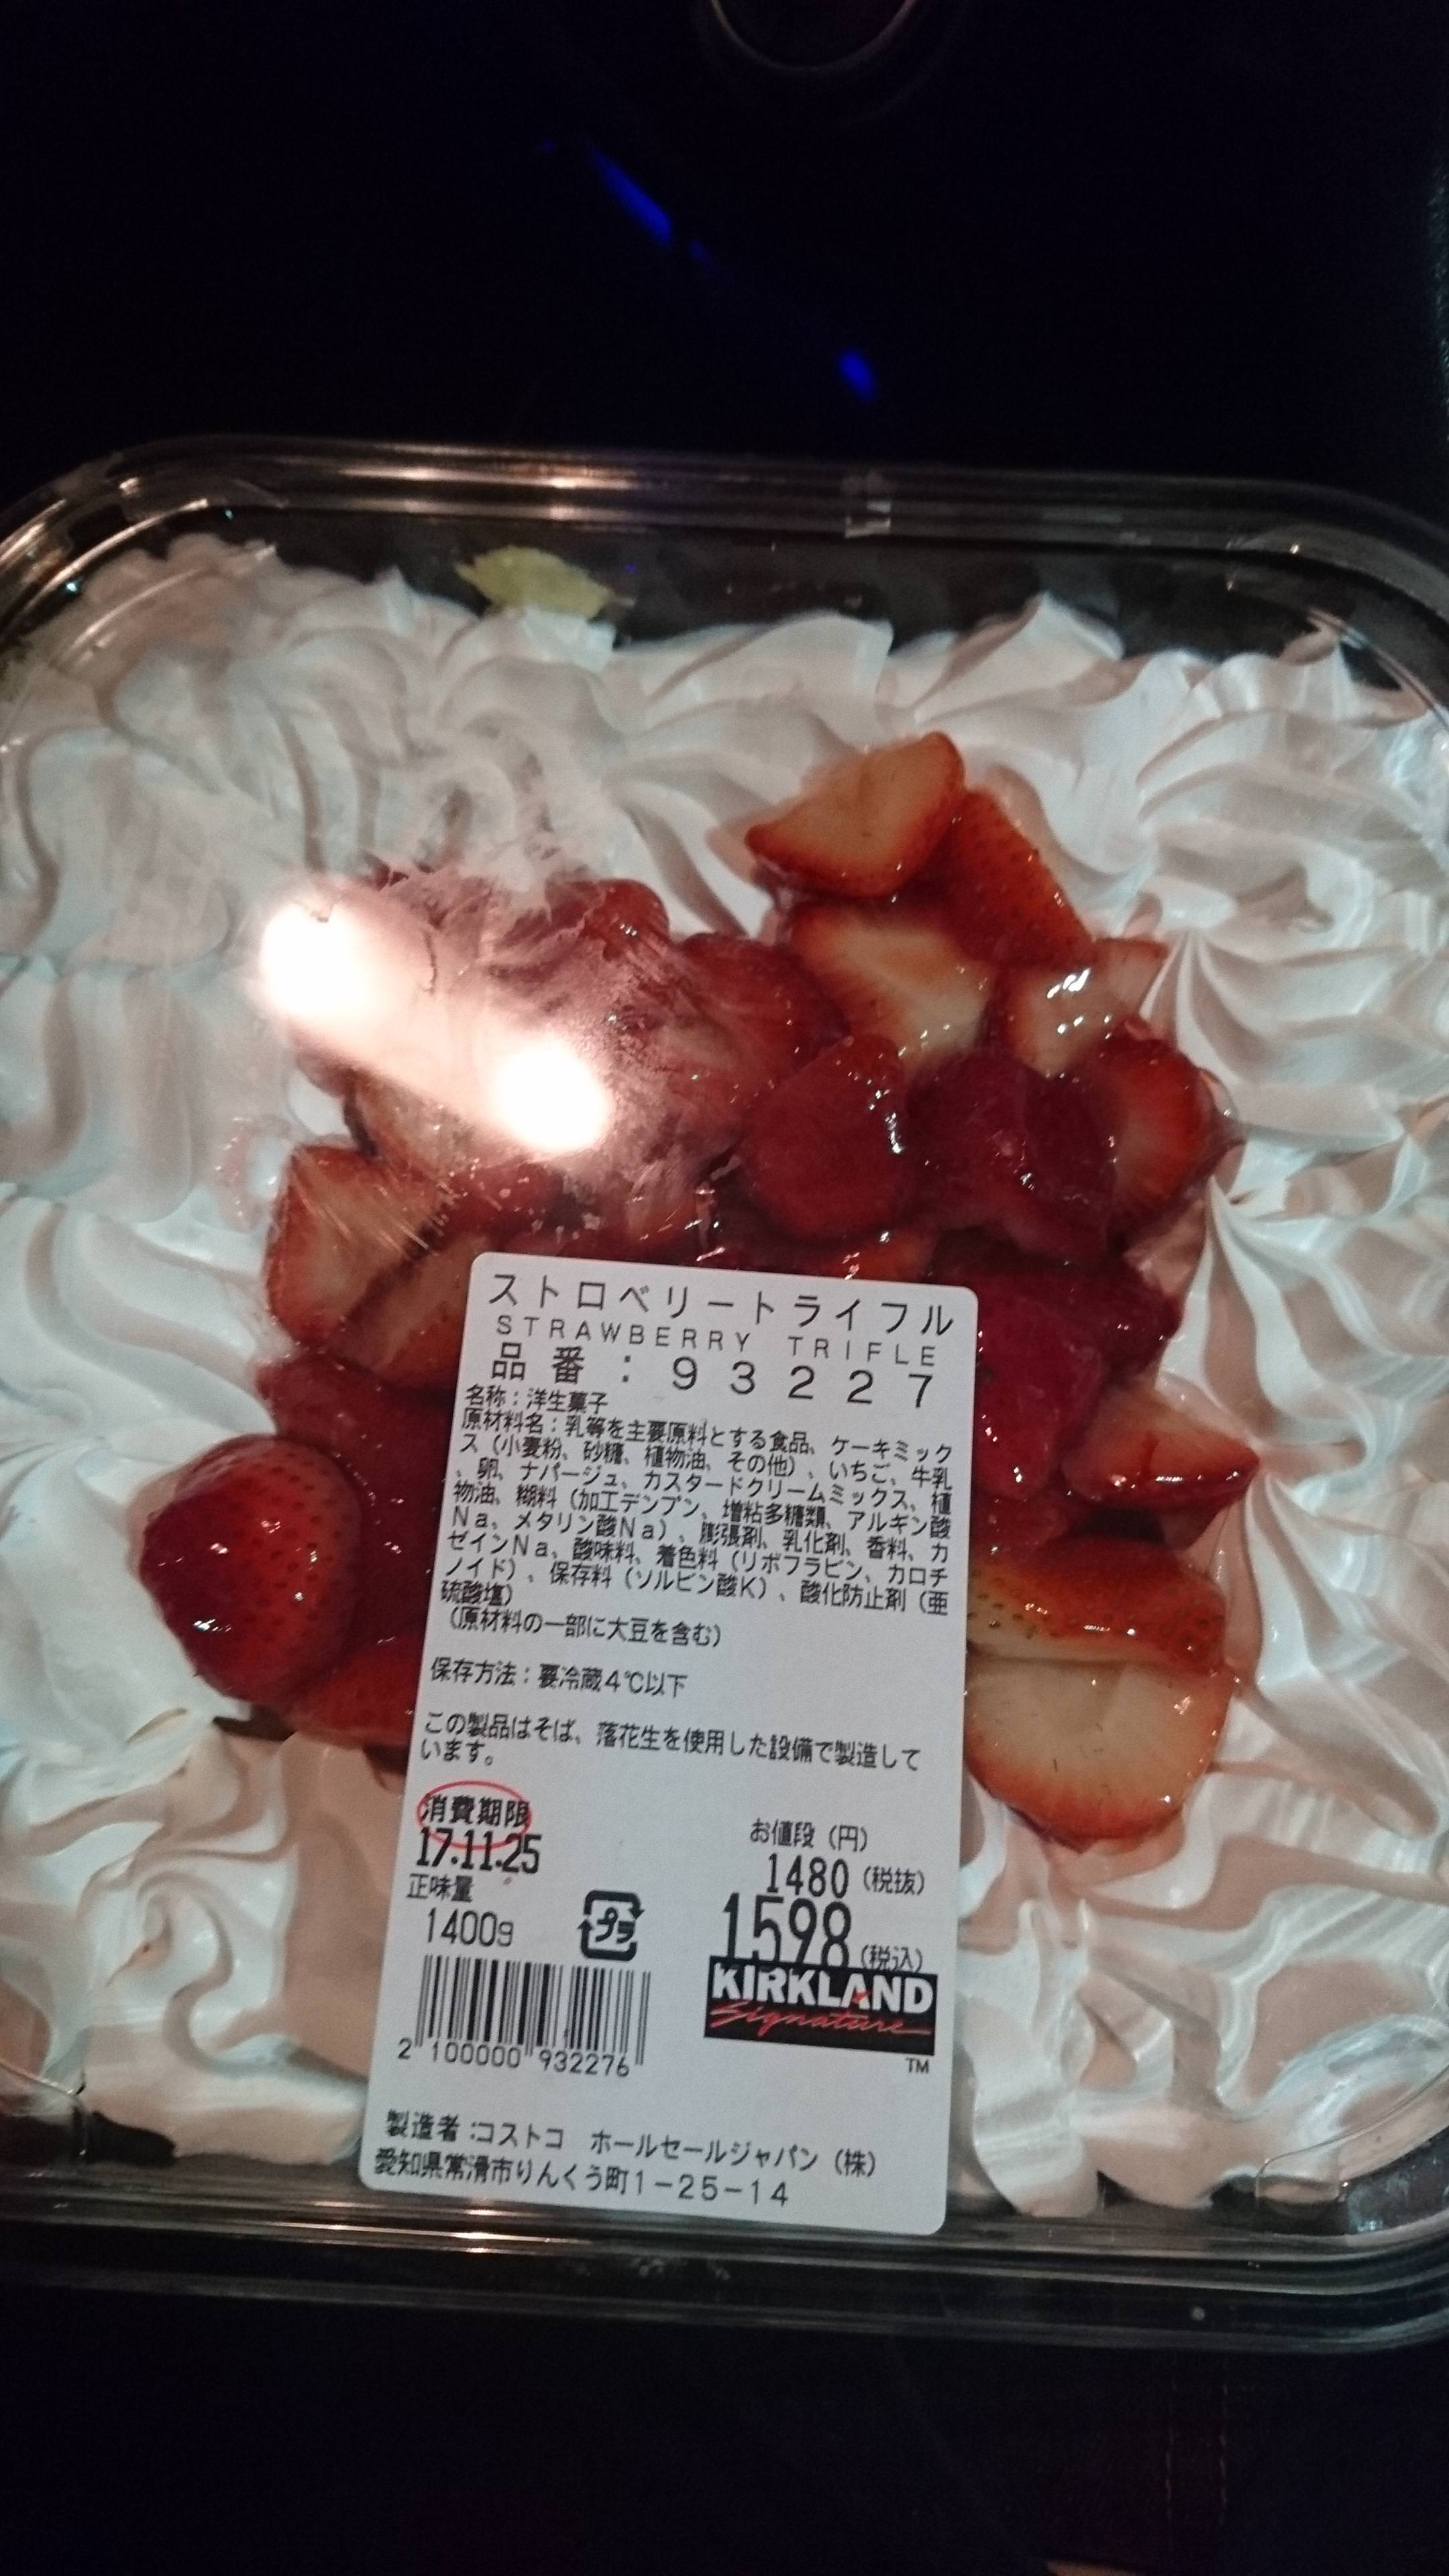 ストロベリートライフル
STRAWBERRY TRIFLE
品番:93227
名称:洋生菓子
原材料名:乳等を主要原料とする食品、ケーキミック
ス(小麦粉、砂糖、植物油、その他)、いちご、牛乳
、卵、ナパージュ、カスタードクリームミックス、植
物油、糊料(加工デンプン、増粘多糖類、アルギン酸
Na、メタリン酸Na)、膨張剤、乳化剤、香料、カ
ゼインNa、酸味料、着色料(リボフラビン、カロチ
ノイド)、保存料(ソルビン酸K)、酸化防止剤(亜
硫酸塩)
(原材料の一部に大豆を含む)
保存方法:要冷蔵4℃以下
この製品はそば、落花生を使用した設備で製造して
います。
消費期限
17.11.25
お値段(円)
1480(税抜)
正味量
1400g
プラ
1598(税込)
KIRKLAND
Signature
TM
2 100000 932276
製造者:コストコ ホールセールジャパン(株)
愛知県常滑市りんくう町1-25-14